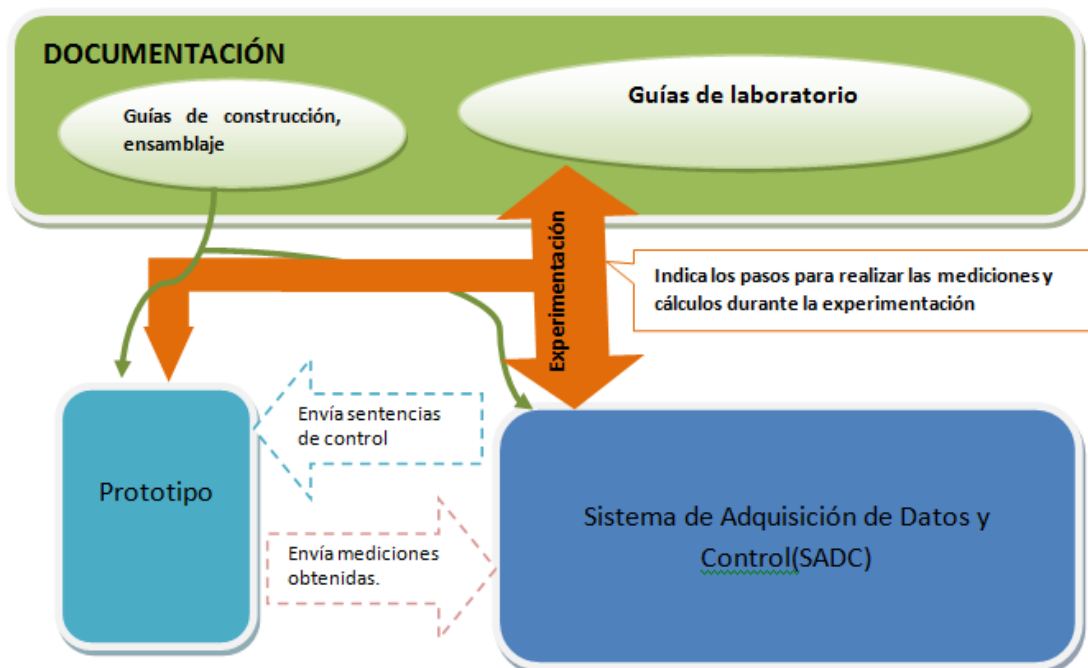 DOCUMENTACIÓN
Guías de construcción,
ensamblaje
Guías de laboratorio
Experimentación
Indica los pasos para realizar las mediciones y
cálculos durante la experimentación
Envía sentencias
de control
Prototipo
Envía mediciones
obtenidas.
Sistema de Adquisición de Datos y
Control(SADC)